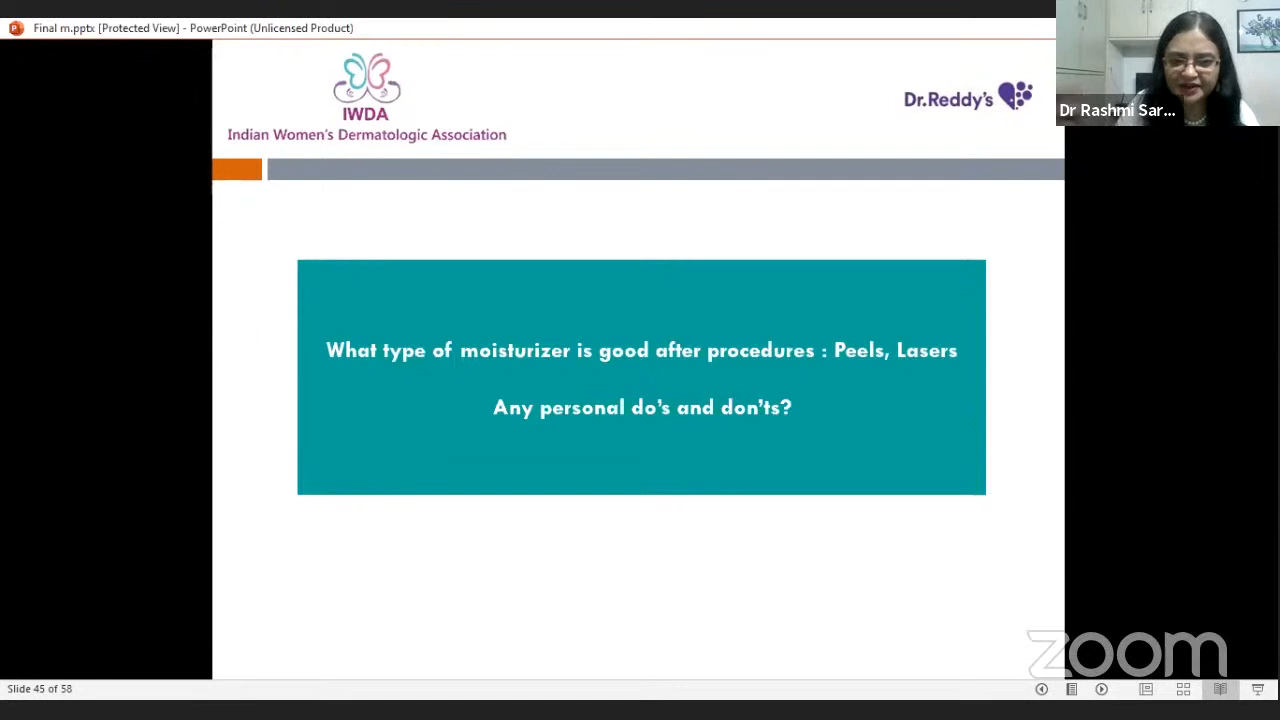 Final m.pptx [Protected View] - PowerPoint (Unlicensed Product)
IWDA
Indian Women's Dermatologic Association
Dr.Reddy's
Dr Rashmi Sar...
What type of moisturizer is good after procedures : Peels, Lasers
Any personal do's and don'ts?
zoom
Slide 45 of 58